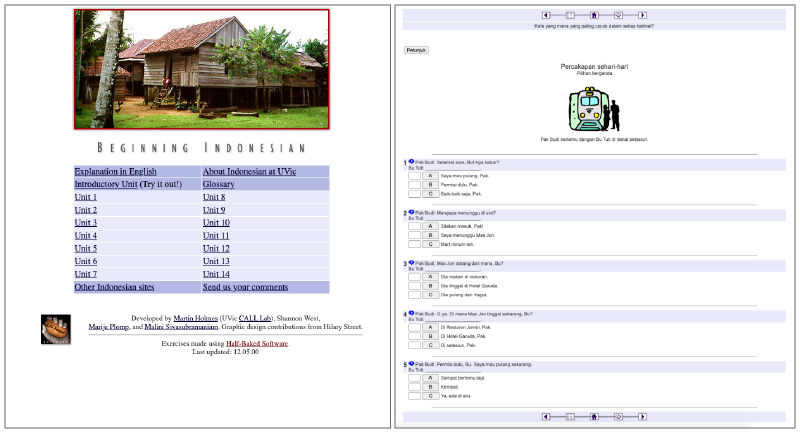 BEGINNING INDONESIAN
Explanation in English
About Indonesian at UVic
Introductory Unit (Try it out!)
Glossary
Unit 1
Unit 8
Unit 2
Unit 9
Unit 3
Unit 10
Unit 4
Unit 11
Unit 5
Unit 12
Unit 6
Unit 13
Unit 7
Unit 14
Other Indonesian sites
Send us your comments
Developed by Martin Holmes (UVic CALL Lab), Shannon West,
Marije Plomp, and Malini Sivasubramaniam. Graphic design contributions from Hilary Street.
Exercises made using Half-Baked Software.
Last updated: 12.05.00
Kata yang mana yang paling cocok dalam setiap kalimat?
Petunjuk
Percakapan sehari-hari
Pilihan berganda
Pak Budi bertemu dengan Bu Tuti di dekat setasiun.
1 Pak Budi: Selamat sore, Bu! Apa kabar?
Bu Tuti:
A Saya mau pulang, Pak.
B Permisi dulu, Pak.
C Baik-baik saja, Pak.
2 Pak Budi: Mengapa menunggu di sini?
Bu Tuti:
A Silakan masuk, Pak!
B Saya menunggu Mas Jon.
C Mari minum teh.
3 Pak Budi: Mas Jon datang dari mana, Bu?
Bu Tuti:
A Dia makan di restoran.
B Dia tinggal di Hotel Garuda.
C Dia pulang dari Yogya.
4 Pak Budi: O ya. Di mana Mas Jon tinggal sekarang, Bu?
Bu Tuti:
A Di Restoran Jambi, Pak.
B Di Hotel Garuda, Pak.
C Di setasiun, Pak.
5 Pak Budi: Permisi dulu, Bu. Saya mau pulang sekarang.
Bu Tuti:
A Sampai bertemu lagi.
B Kembali.
C Ya, ada di situ.